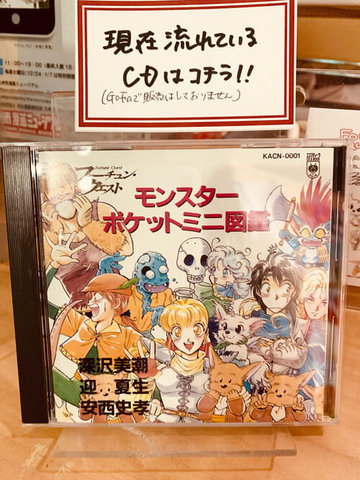 現在流れている
CDはコチラ!!
(GoFaで販売はしておりません)
KACN-0001
フォーチュン・
クエスト
モンスター
ポケットミニ図鑑
深沢美潮
迎 夏生
安西史孝